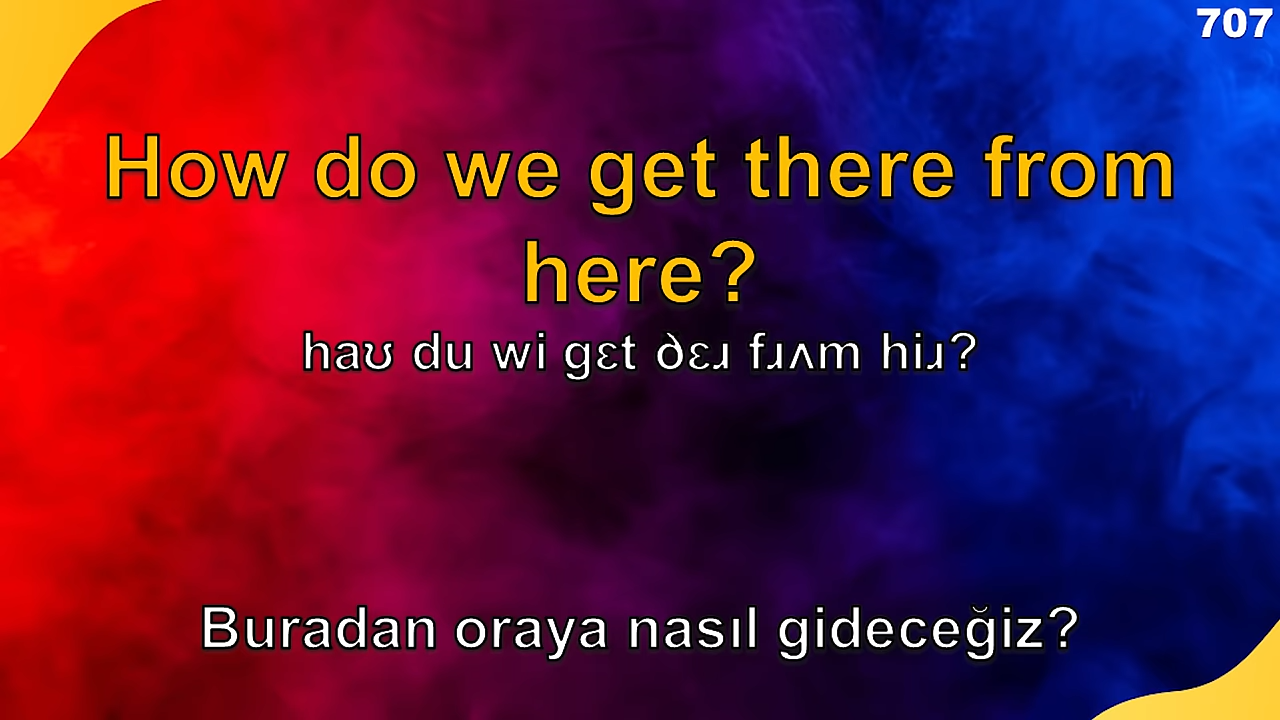 707
How do we get there from
here?
haʊ du wi gɛt ðɛɹ fɹʌm hiɹ?
Buradan oraya nasıl gideceğiz?